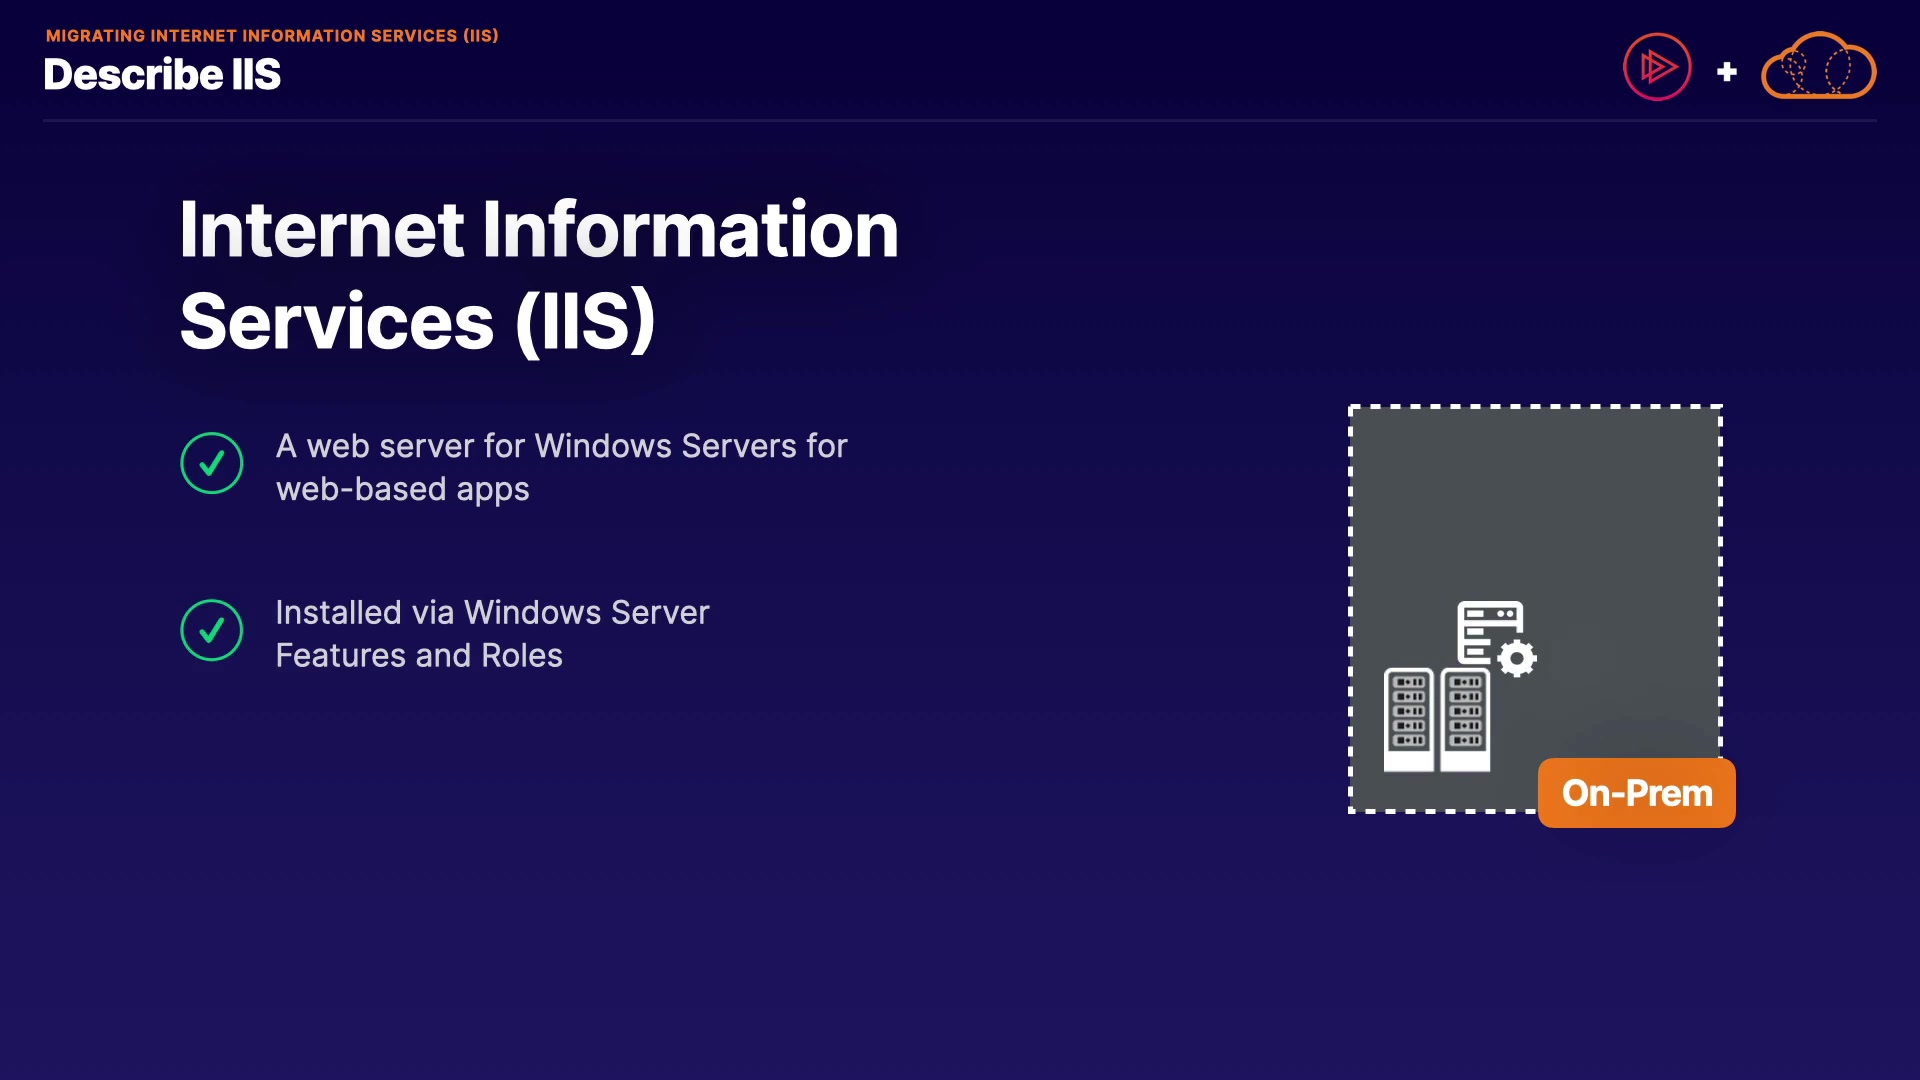 MIGRATING INTERNET INFORMATION SERVICES (IIS)
Describe IIS
Internet Information
Services (IIS)
A web server for Windows Servers for
web-based apps
Installed via Windows Server
Features and Roles
On-Prem